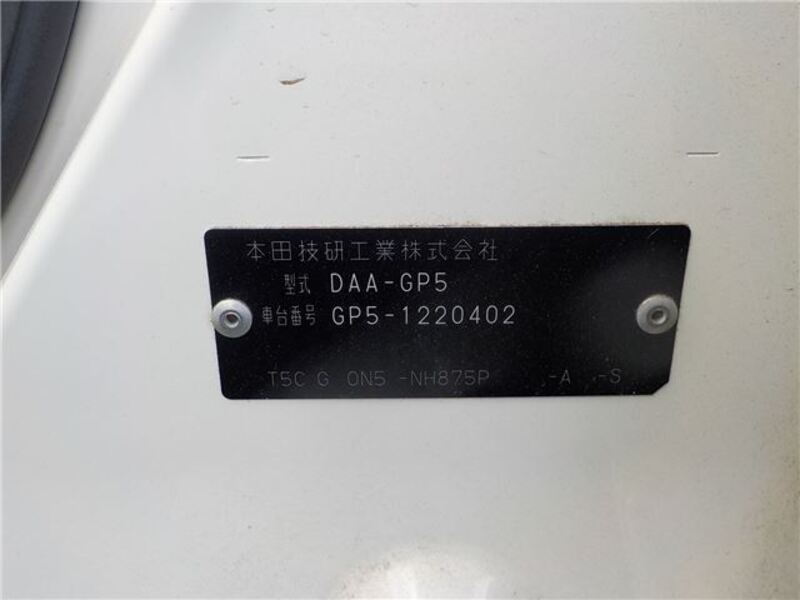 本田技研工業株式会社
型式 DAA-GP5
車台番号 GP5-1220402
T5C G ON5 -NH875P -A -S